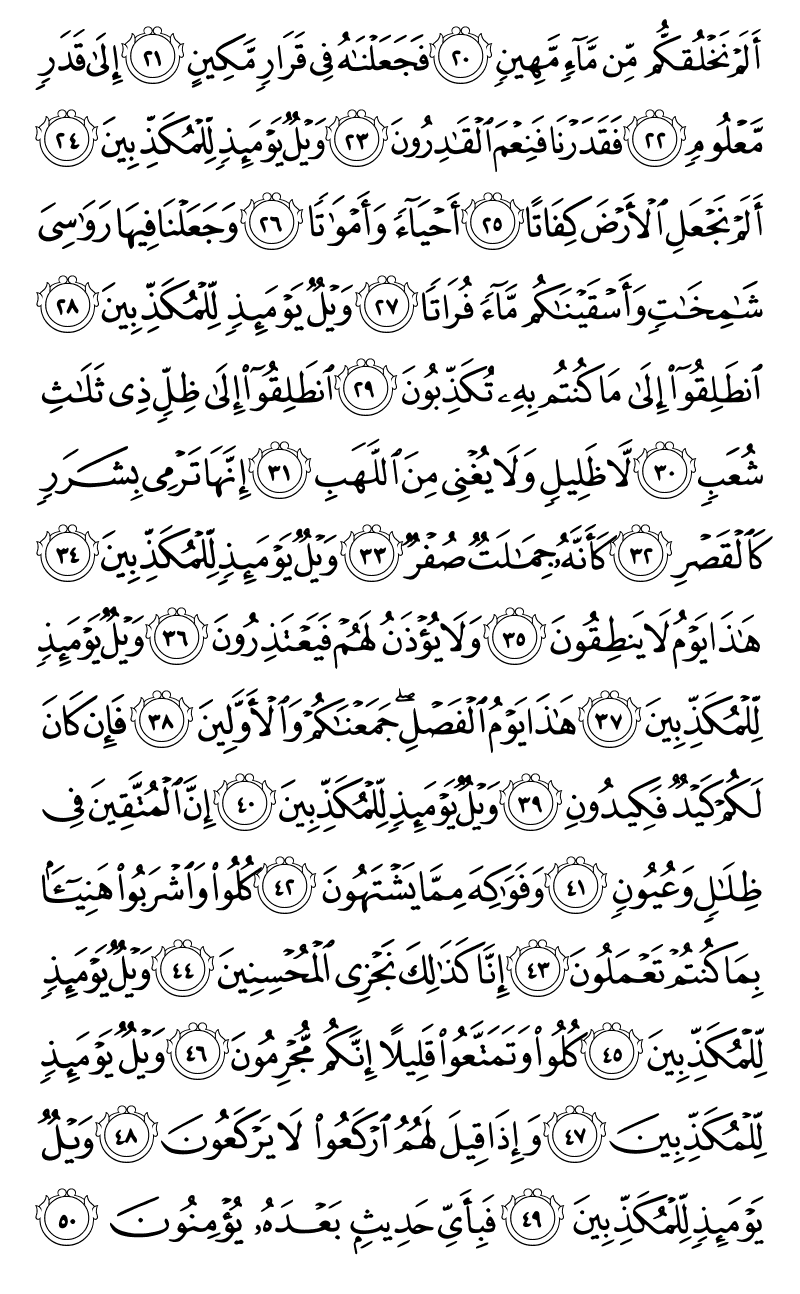 أَلَمۡ نَخۡلُقكُّم مِّن مَّآءٖ مَّهِينٖ ٢٠ فَجَعَلۡنَٰهُ فِي قَرَارٖ مَّكِينٍ ٢١ إِلَىٰ قَدَرٖ
مَّعۡلُومٖ ٢٢ فَقَدَرۡنَا فَنِعۡمَ ٱلۡقَٰدِرُونَ ٢٣ وَيۡلٞ يَوۡمَئِذٖ لِّلۡمُكَذِّبِينَ ٢٤
أَلَمۡ نَجۡعَلِ ٱلۡأَرۡضَ كِفَاتًا ٢٥ أَحۡيَآءٗ وَأَمۡوَٰتٗا ٢٦ وَجَعَلۡنَا فِيهَا رَوَٰسِيَ
شَٰمِخَٰتٖ وَأَسۡقَيۡنَٰكُم مَّآءٗ فُرَاتٗا ٢٧ وَيۡلٞ يَوۡمَئِذٖ لِّلۡمُكَذِّبِينَ ٢٨
ٱنطَلِقُوٓاْ إِلَىٰ مَا كُنتُم بِهِۦ تُكَذِّبُونَ ٢٩ ٱنطَلِقُوٓاْ إِلَىٰ ظِلّٖ ذِي ثَلَٰثِ
شُعَبٖ ٣٠ لَّا ظَلِيلٖ وَلَا يُغۡنِي مِنَ ٱللَّهَبِ ٣١ إِنَّهَا تَرۡمِي بِشَرَرٖ
كَٱلۡقَصۡرِ ٣٢ كَأَنَّهُۥ جِمَٰلَتٞ صُفۡرٞ ٣٣ وَيۡلٞ يَوۡمَئِذٖ لِّلۡمُكَذِّبِينَ ٣٤
هَٰذَا يَوۡمُ لَا يَنطِقُونَ ٣٥ وَلَا يُؤۡذَنُ لَهُمۡ فَيَعۡتَذِرُونَ ٣٦ وَيۡلٞ يَوۡمَئِذٖ
لِّلۡمُكَذِّبِينَ ٣٧ هَٰذَا يَوۡمُ ٱلۡفَصۡلِۖ جَمَعۡنَٰكُمۡ وَٱلۡأَوَّلِينَ ٣٨ فَإِن كَانَ
لَكُمۡ كَيۡدٞ فَكِيدُونِ ٣٩ وَيۡلٞ يَوۡمَئِذٖ لِّلۡمُكَذِّبِينَ ٤٠ إِنَّ ٱلۡمُتَّقِينَ فِي
ظِلَٰلٖ وَعُيُونٖ ٤١ وَفَوَٰكِهَ مِمَّا يَشۡتَهُونَ ٤٢ كُلُواْ وَٱشۡرَبُواْ هَنِيٓـَٔۢا
بِمَا كُنتُمۡ تَعۡمَلُونَ ٤٣ إِنَّا كَذَٰلِكَ نَجۡزِي ٱلۡمُحۡسِنِينَ ٤٤ وَيۡلٞ يَوۡمَئِذٖ
لِّلۡمُكَذِّبِينَ ٤٥ كُلُواْ وَتَمَتَّعُواْ قَلِيلًا إِنَّكُم مُّجۡرِمُونَ ٤٦ وَيۡلٞ يَوۡمَئِذٖ
لِّلۡمُكَذِّبِينَ ٤٧ وَإِذَا قِيلَ لَهُمُ ٱرۡكَعُواْ لَا يَرۡكَعُونَ ٤٨ وَيۡلٞ
يَوۡمَئِذٖ لِّلۡمُكَذِّبِينَ ٤٩ فَبِأَيِّ حَدِيثِۭ بَعۡدَهُۥ يُؤۡمِنُونَ ٥٠